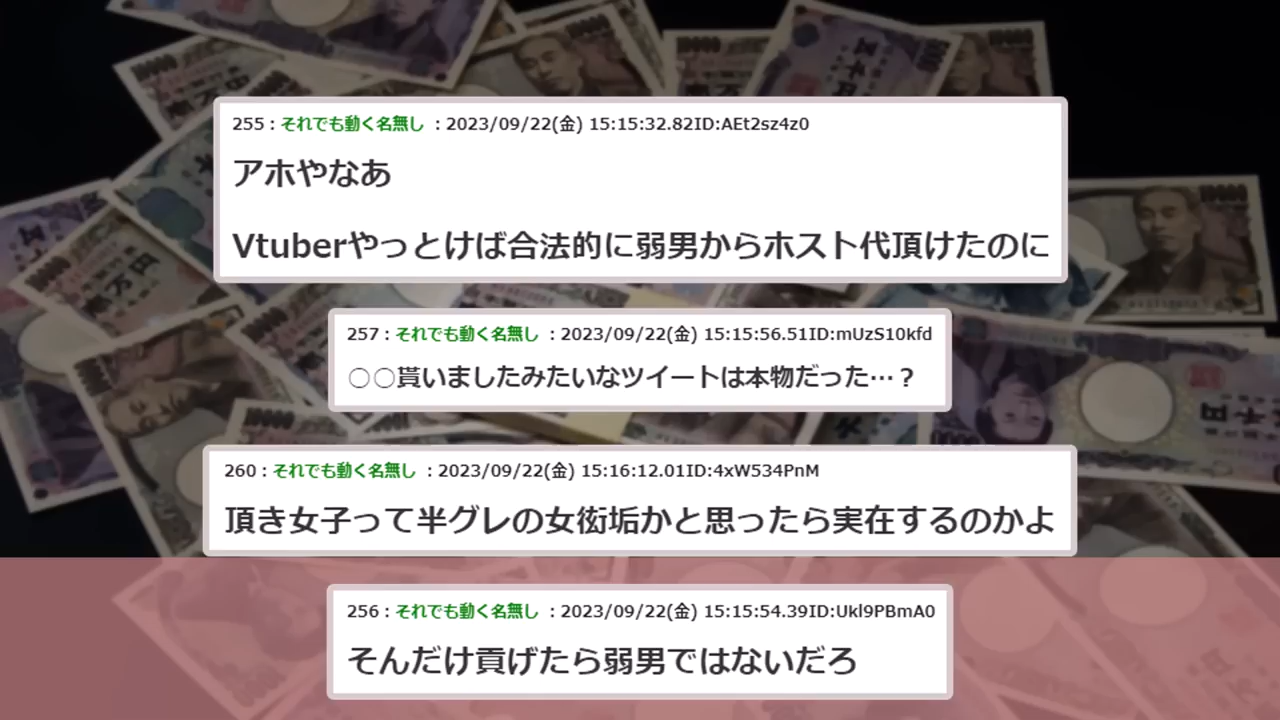 255：それでも動く名無し ：2023/09/22(金) 15:15:32.82ID:AEt2sz4z0
アホやなあ
Vtuberやっとけば合法的に弱男からホスト代頂けたのに
257：それでも動く名無し ：2023/09/22(金) 15:15:56.51ID:mUzS10kfd
○○貰いましたみたいなツイートは本物だった…？
260：それでも動く名無し ：2023/09/22(金) 15:16:12.01ID:4xW534PnM
頂き女子って半グレの女衒垢かと思ったら実在するのかよ
256：それでも動く名無し ：2023/09/22(金) 15:15:54.39ID:Ukl9PBmA0
そんだけ貢げたら弱男ではないだろ